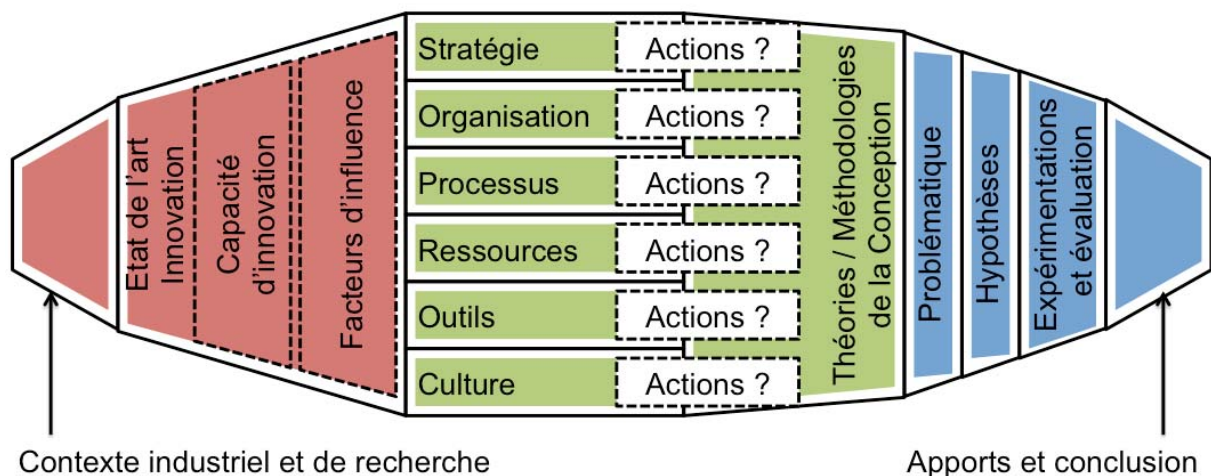 Etat de l'art
Innovation
Capacité
d'innovation
Facteurs d'influence
Stratégie
Actions ?
Organisation
Actions ?
Processus
Actions ?
Ressources
Actions ?
Outils
Actions ?
Culture
Actions ?
Théories / Méthodologies
de la Conception
Problématique
Hypothèses
Expérimentations
et évaluation
Contexte industriel et de recherche
Apports et conclusion